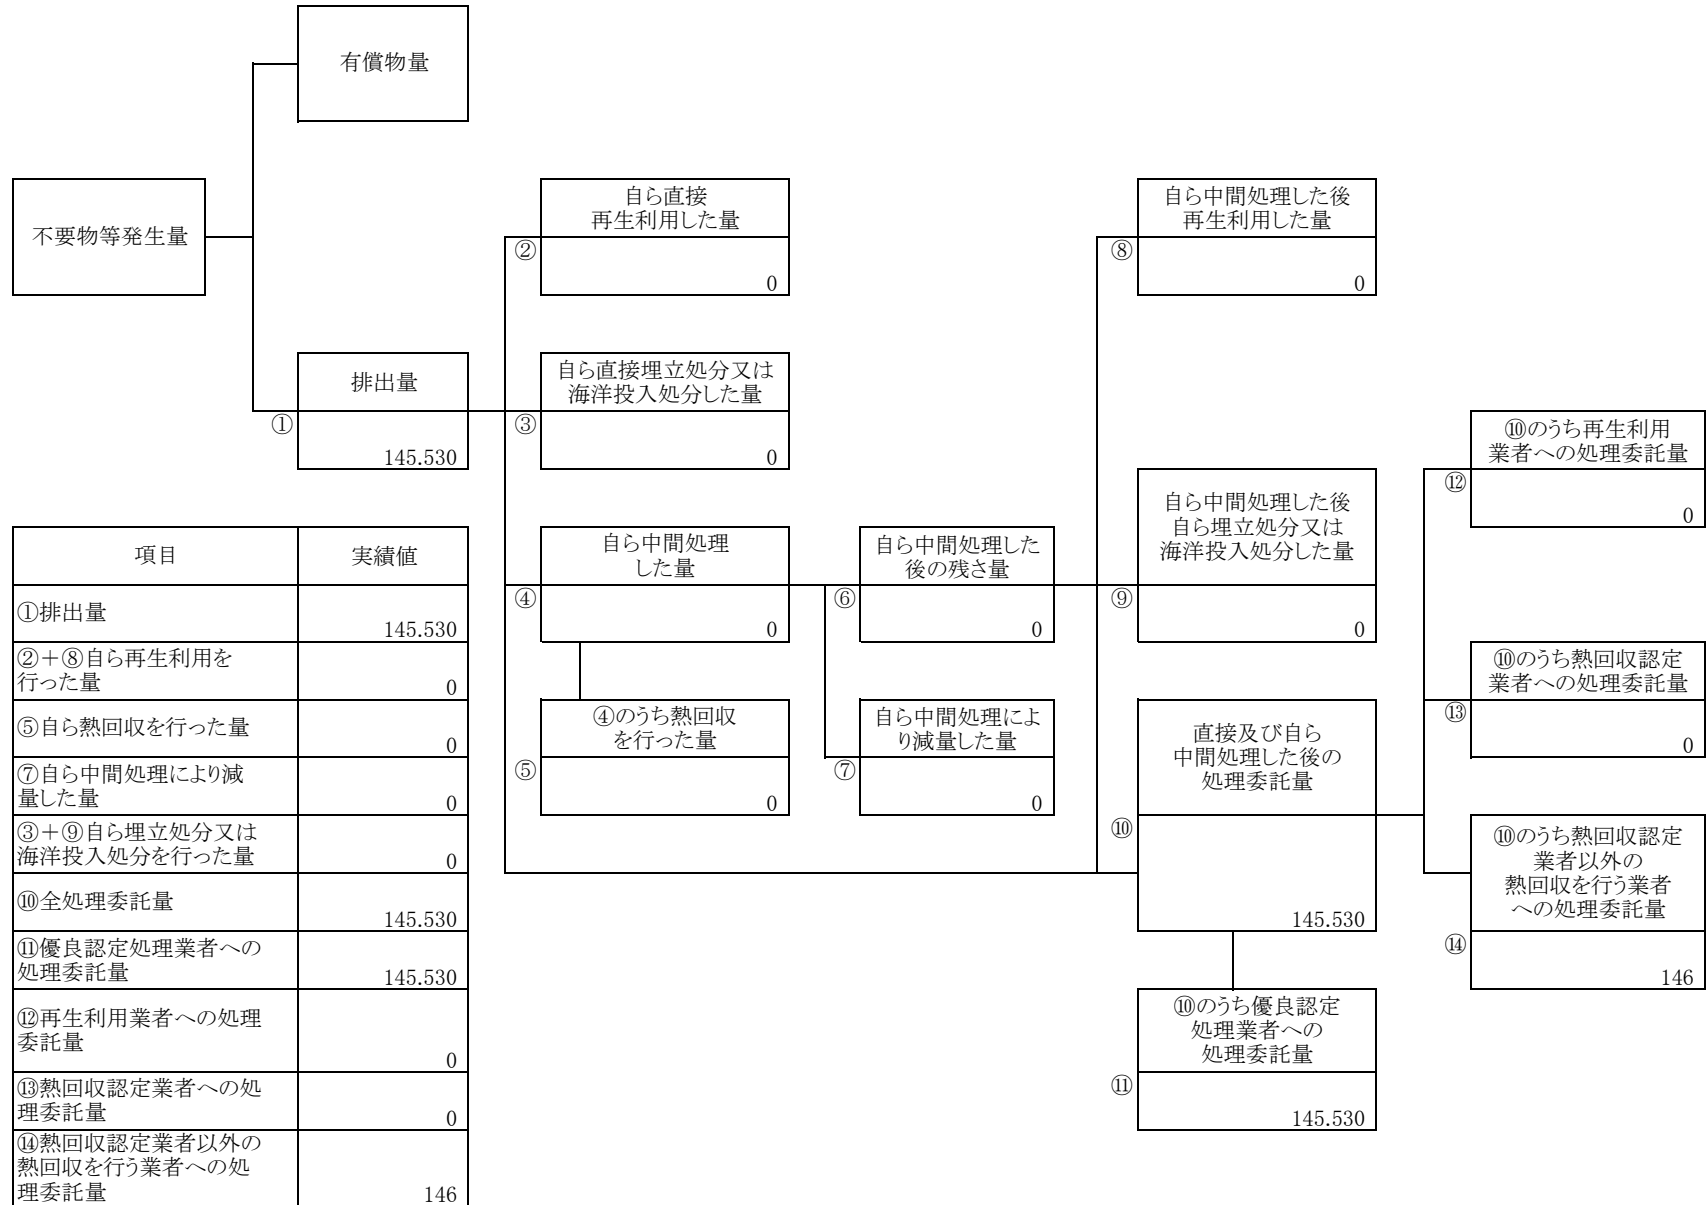 有償物量
不要物等発生量
自ら直接
再生利用した量
②
0
自ら中間処理した後
再生利用した量
⑧
0
排出量
①
145.530
自ら直接埋立処分又は
海洋投入処分した量
③
0
⑩のうち再生利用
業者への処理委託量
⑫
0
自ら中間処理
した量
④
0
自ら中間処理した
後の残さ量
⑥
0
自ら中間処理した後
自ら埋立処分又は
海洋投入処分した量
⑨
0
⑩のうち熱回収認定
業者への処理委託量
⑬
0
④のうち熱回収
を行った量
⑤
0
自ら中間処理によ
り減量した量
⑦
0
直接及び自ら
中間処理した後の
処理委託量
⑩
145.530
⑩のうち熱回収認定
業者以外の
熱回収を行う業者
への処理委託量
⑭
146
⑩のうち優良認定
処理業者への
処理委託量
⑪
145.530
項目 実績値
①排出量 145.530
②+⑧自ら再生利用を
行った量 0
⑤自ら熱回収を行った量 0
⑦自ら中間処理により減
量した量 0
③+⑨自ら埋立処分又は
海洋投入処分を行った量 0
⑩全処理委託量 145.530
⑪優良認定処理業者への
処理委託量 145.530
⑫再生利用業者への処理
委託量 0
⑬熱回収認定業者への処
理委託量 0
⑭熱回収認定業者以外の
熱回収を行う業者への処
理委託量 146